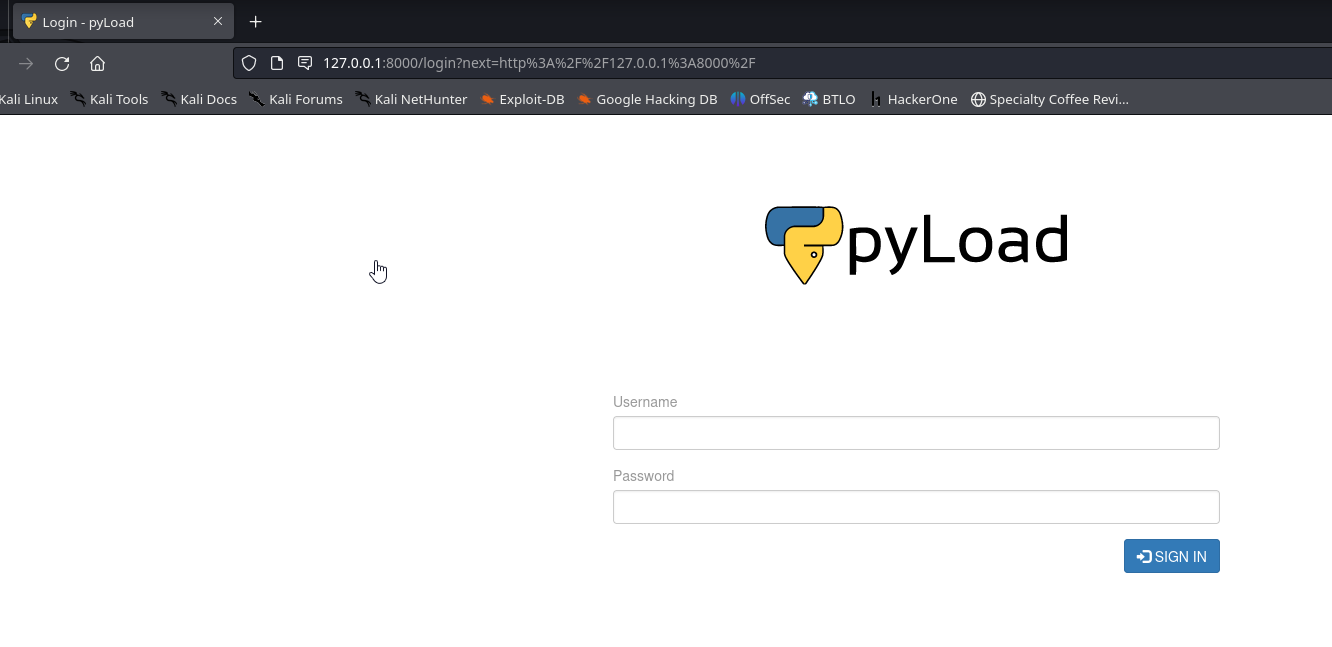 Login - pyLoad
127.0.0.1:8000/login?next=http%3A%2F%2F127.0.0.1%3A8000%2F
Kali Linux Kali Tools Kali Docs Kali Forums Kali NetHunter Exploit-DB Google Hacking DB OffSec BTLO HackerOne Specialty Coffee Revi...
pyLoad
Username
Password
SIGN IN